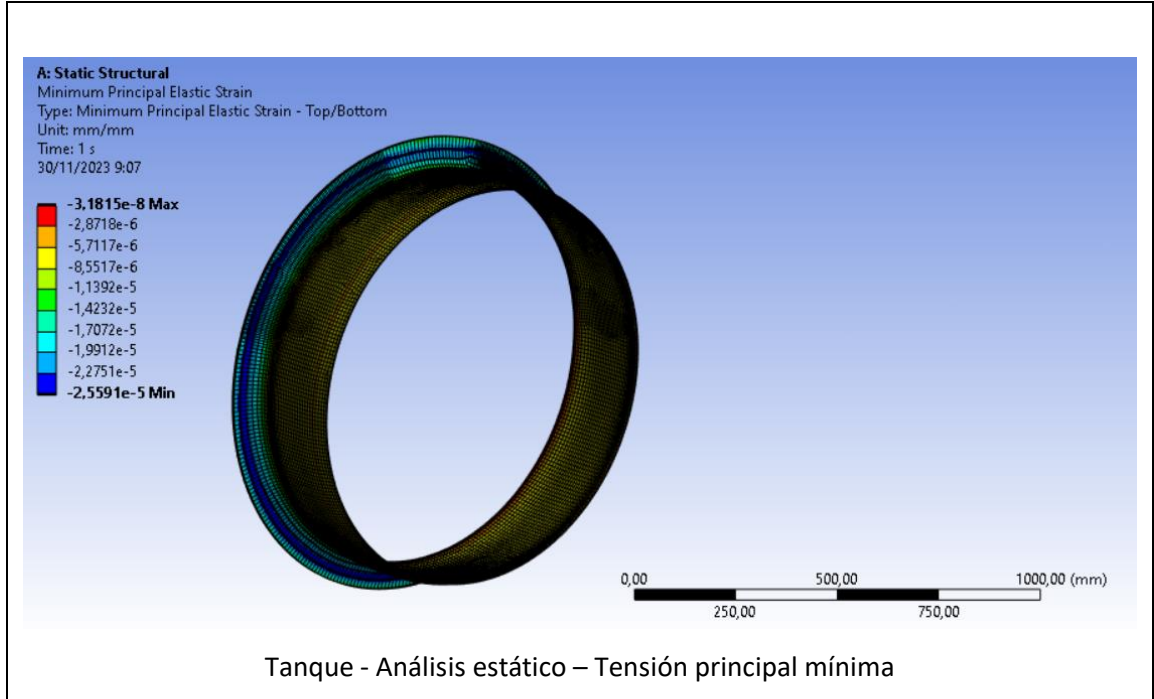 A: Static Structural
Minimum Principal Elastic Strain
Type: Minimum Principal Elastic Strain - Top/Bottom
Unit: mm/mm
Time: 1 s
30/11/2023 9:07
-3,1815e-8 Max
-2,8718e-6
-5,7117e-6
-8,5517e-6
-1,1392e-5
-1,4232e-5
-1,7072e-5
-1,9912e-5
-2,2751e-5
-2,5591e-5 Min
0,00 500,00 1000,00 (mm)
250,00 750,00
Tanque - Análisis estático – Tensión principal mínima